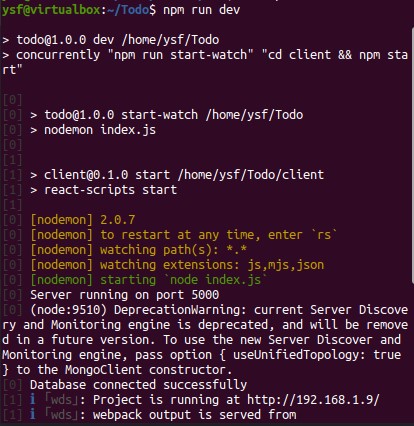 ysf@virtualbox:~/Todo$ npm run dev
> todo@1.0.0 dev /home/ysf/Todo
> concurrently "npm run start-watch" "cd client && npm sta
rt"
[0]
[0] > todo@1.0.0 start-watch /home/ysf/Todo
[0] > nodemon index.js
[0]
[1]
[1] > client@0.1.0 start /home/ysf/Todo/client
[1] > react-scripts start
[1]
[0] [nodemon] 2.0.7
[0] [nodemon] to restart at any time, enter `rs`
[0] [nodemon] watching path(s): *.*
[0] [nodemon] watching extensions: js,mjs,json
[0] [nodemon] starting `node index.js`
[0] Server running on port 5000
[0] (node:9510) DeprecationWarning: current Server Discove
ry and Monitoring engine is deprecated, and will be remove
d in a future version. To use the new Server Discover and
Monitoring engine, pass option { useUnifiedTopology: true
} to the MongoClient constructor.
[0] Database connected successfully
[1] ℹ ｢wds｣: Project is running at http://192.168.1.9/
[1] ℹ ｢wds｣: webpack output is served from